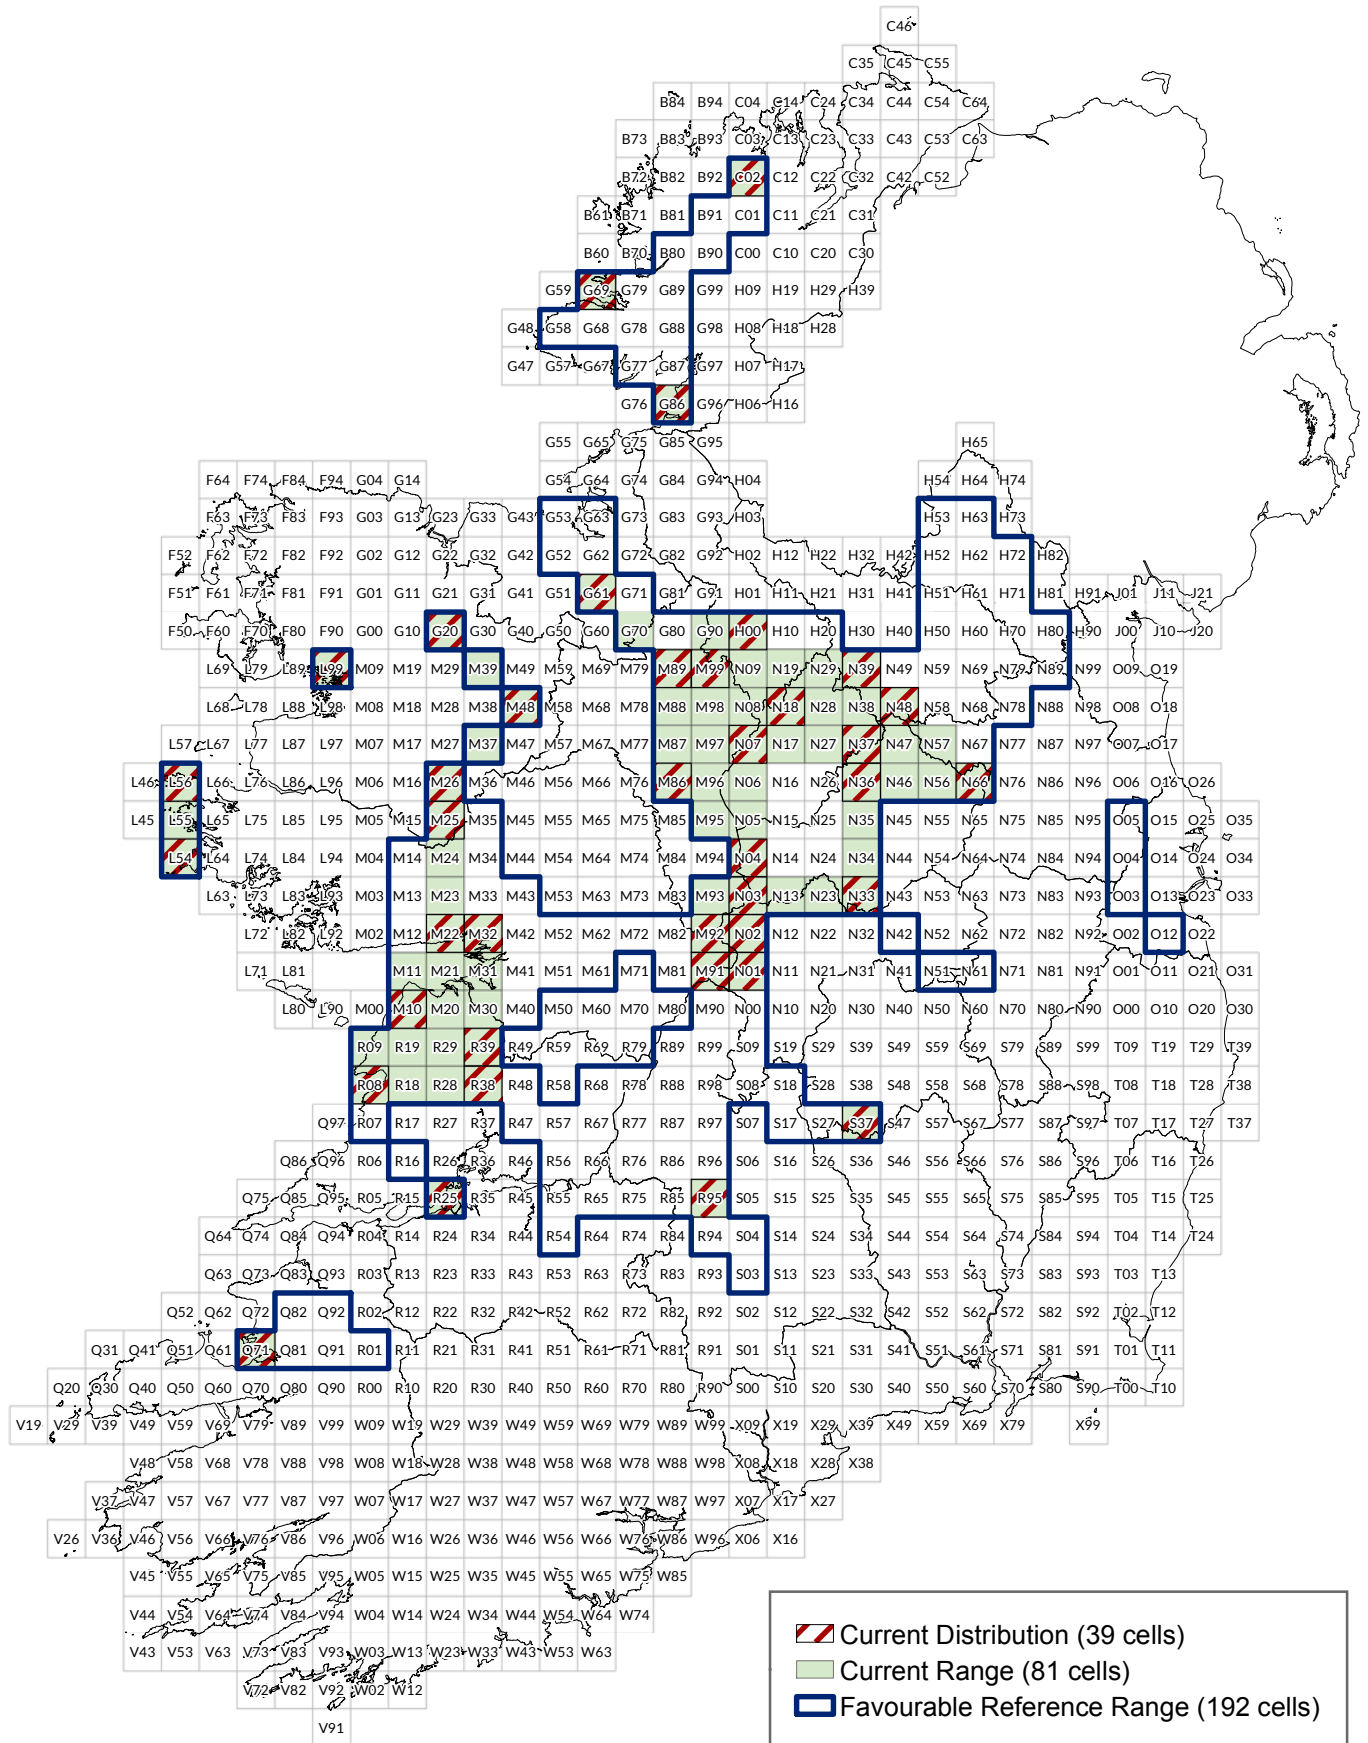 C46
C35 C45 C55
B84 B94 C04 C14 C24 C34 C44 C54 C64
B73 B83 B93 C03 C13 C23 C33 C43 C53 C63
B72 B82 B92 C02 C12 C22 C32 C42 C52
B61 B71 B81 B91 C01 C11 C21 C31
B60 B70 B80 B90 C00 C10 C20 C30
G59 G69 G79 G89 G99 H09 H19 H29 H39
G48 G58 G68 G78 G88 G98 H08 H18 H28
G47 G57 G67 G77 G87 G97 H07 H17
G76 G86 G96 H06 H16
G55 G65 G75 G85 G95 H65
F64 F74 F84 F94 G04 G14 G54 G64 G74 G84 G94 H04 H54 H64 H74
F63 F73 F83 F93 G03 G13 G23 G33 G43 G53 G63 G73 G83 G93 H03 H53 H63 H73
F52 F62 F72 F82 F92 G02 G12 G22 G32 G42 G52 G62 G72 G82 G92 H02 H12 H22 H32 H42 H52 H62 H72 H82
F51 F61 F71 F81 F91 G01 G11 G21 G31 G41 G51 G61 G71 G81 G91 H01 H11 H21 H31 H41 H51 H61 H71 H81 H91 J01 J11 J21
F50 F60 F70 F80 F90 G00 G10 G20 G30 G40 G50 G60 G70 G80 G90 H00 H10 H20 H30 H40 H50 H60 H70 H80 H90 J00 J10 J20
L69 L79 L89 L99 M09 M19 M29 M39 M49 M59 M69 M79 M89 M99 N09 N19 N29 N39 N49 N59 N69 N79 N89 N99 O09 O19
L68 L78 L88 L98 M08 M18 M28 M38 M48 M58 M68 M78 M88 M98 N08 N18 N28 N38 N48 N58 N68 N78 N88 N98 O08 O18
L57 L67 L77 L87 L97 M07 M17 M27 M37 M47 M57 M67 M77 M87 M97 N07 N17 N27 N37 N47 N57 N67 N77 N87 N97 O07 O17
L46 L56 L66 L76 L86 L96 M06 M16 M26 M36 M46 M56 M66 M76 M86 M96 N06 N16 N26 N36 N46 N56 N66 N76 N86 N96 O06 O16 O26
L45 L55 L65 L75 L85 L95 M05 M15 M25 M35 M45 M55 M65 M75 M85 M95 N05 N15 N25 N35 N45 N55 N65 N75 N85 N95 O05 O15 O25 O35
L54 L64 L74 L84 L94 M04 M14 M24 M34 M44 M54 M64 M74 M84 M94 N04 N14 N24 N34 N44 N54 N64 N74 N84 N94 O04 O14 O24 O34
L63 L73 L83 L93 M03 M13 M23 M33 M43 M53 M63 M73 M83 M93 N03 N13 N23 N33 N43 N53 N63 N73 N83 N93 O03 O13 O23 O33
L72 L82 L92 M02 M12 M22 M32 M42 M52 M62 M72 M82 M92 N02 N12 N22 N32 N42 N52 N62 N72 N82 N92 O02 O12 O22
L71 L81 M11 M21 M31 M41 M51 M61 M71 M81 M91 N01 N11 N21 N31 N41 N51 N61 N71 N81 N91 O01 O11 O21 O31
L80 L90 M00 M10 M20 M30 M40 M50 M60 M70 M80 M90 N00 N10 N20 N30 N40 N50 N60 N70 N80 N90 O00 O10 O20 O30
R09 R19 R29 R39 R49 R59 R69 R79 R89 R99 S09 S19 S29 S39 S49 S59 S69 S79 S89 S99 T09 T19 T29 T39
R08 R18 R28 R38 R48 R58 R68 R78 R88 R98 S08 S18 S28 S38 S48 S58 S68 S78 S88 S98 T08 T18 T28 T38
Q97 R07 R17 R27 R37 R47 R57 R67 R77 R87 R97 S07 S17 S27 S37 S47 S57 S67 S77 S87 S97 T07 T17 T27 T37
Q86 Q96 R06 R16 R26 R36 R46 R56 R66 R76 R86 R96 S06 S16 S26 S36 S46 S56 S66 S76 S86 S96 T06 T16 T26
Q75 Q85 Q95 R05 R15 R25 R35 R45 R55 R65 R75 R85 R95 S05 S15 S25 S35 S45 S55 S65 S75 S85 S95 T05 T15 T25
Q64 Q74 Q84 Q94 R04 R14 R24 R34 R44 R54 R64 R74 R84 R94 S04 S14 S24 S34 S44 S54 S64 S74 S84 S94 T04 T14 T24
Q63 Q73 Q83 Q93 R03 R13 R23 R33 R43 R53 R63 R73 R83 R93 S03 S13 S23 S33 S43 S53 S63 S73 S83 S93 T03 T13
Q52 Q62 Q72 Q82 Q92 R02 R12 R22 R32 R42 R52 R62 R72 R82 R92 S02 S12 S22 S32 S42 S52 S62 S72 S82 S92 T02 T12
Q31 Q41 Q51 Q61 Q71 Q81 Q91 R01 R11 R21 R31 R41 R51 R61 R71 R81 R91 S01 S11 S21 S31 S41 S51 S61 S71 S81 S91 T01 T11
Q20 Q30 Q40 Q50 Q60 Q70 Q80 Q90 R00 R10 R20 R30 R40 R50 R60 R70 R80 R90 S00 S10 S20 S30 S40 S50 S60 S70 S80 S90 T00 T10
V19 V29 V39 V49 V59 V69 V79 V89 V99 W09 W19 W29 W39 W49 W59 W69 W79 W89 W99 X09 X19 X29 X39 X49 X59 X69 X79 X99
V48 V58 V68 V78 V88 V98 W08 W18 W28 W38 W48 W58 W68 W78 W88 W98 X08 X18 X28 X38
V37 V47 V57 V67 V77 V87 V97 W07 W17 W27 W37 W47 W57 W67 W77 W87 W97 X07 X17 X27
V26 V36 V46 V56 V66 V76 V86 V96 W06 W16 W26 W36 W46 W56 W66 W76 W86 W96 X06 X16
V45 V55 V65 V75 V85 V95 W05 W15 W25 W35 W45 W55 W65 W75 W85
V44 V54 V64 V74 V84 V94 W04 W14 W24 W34 W44 W54 W64 W74
V43 V53 V63 V73 V83 V93 W03 W13 W23 W33 W43 W53 W63
V72 V82 V92 W02 W12
V91
Current Distribution (39 cells)
Current Range (81 cells)
Favourable Reference Range (192 cells)